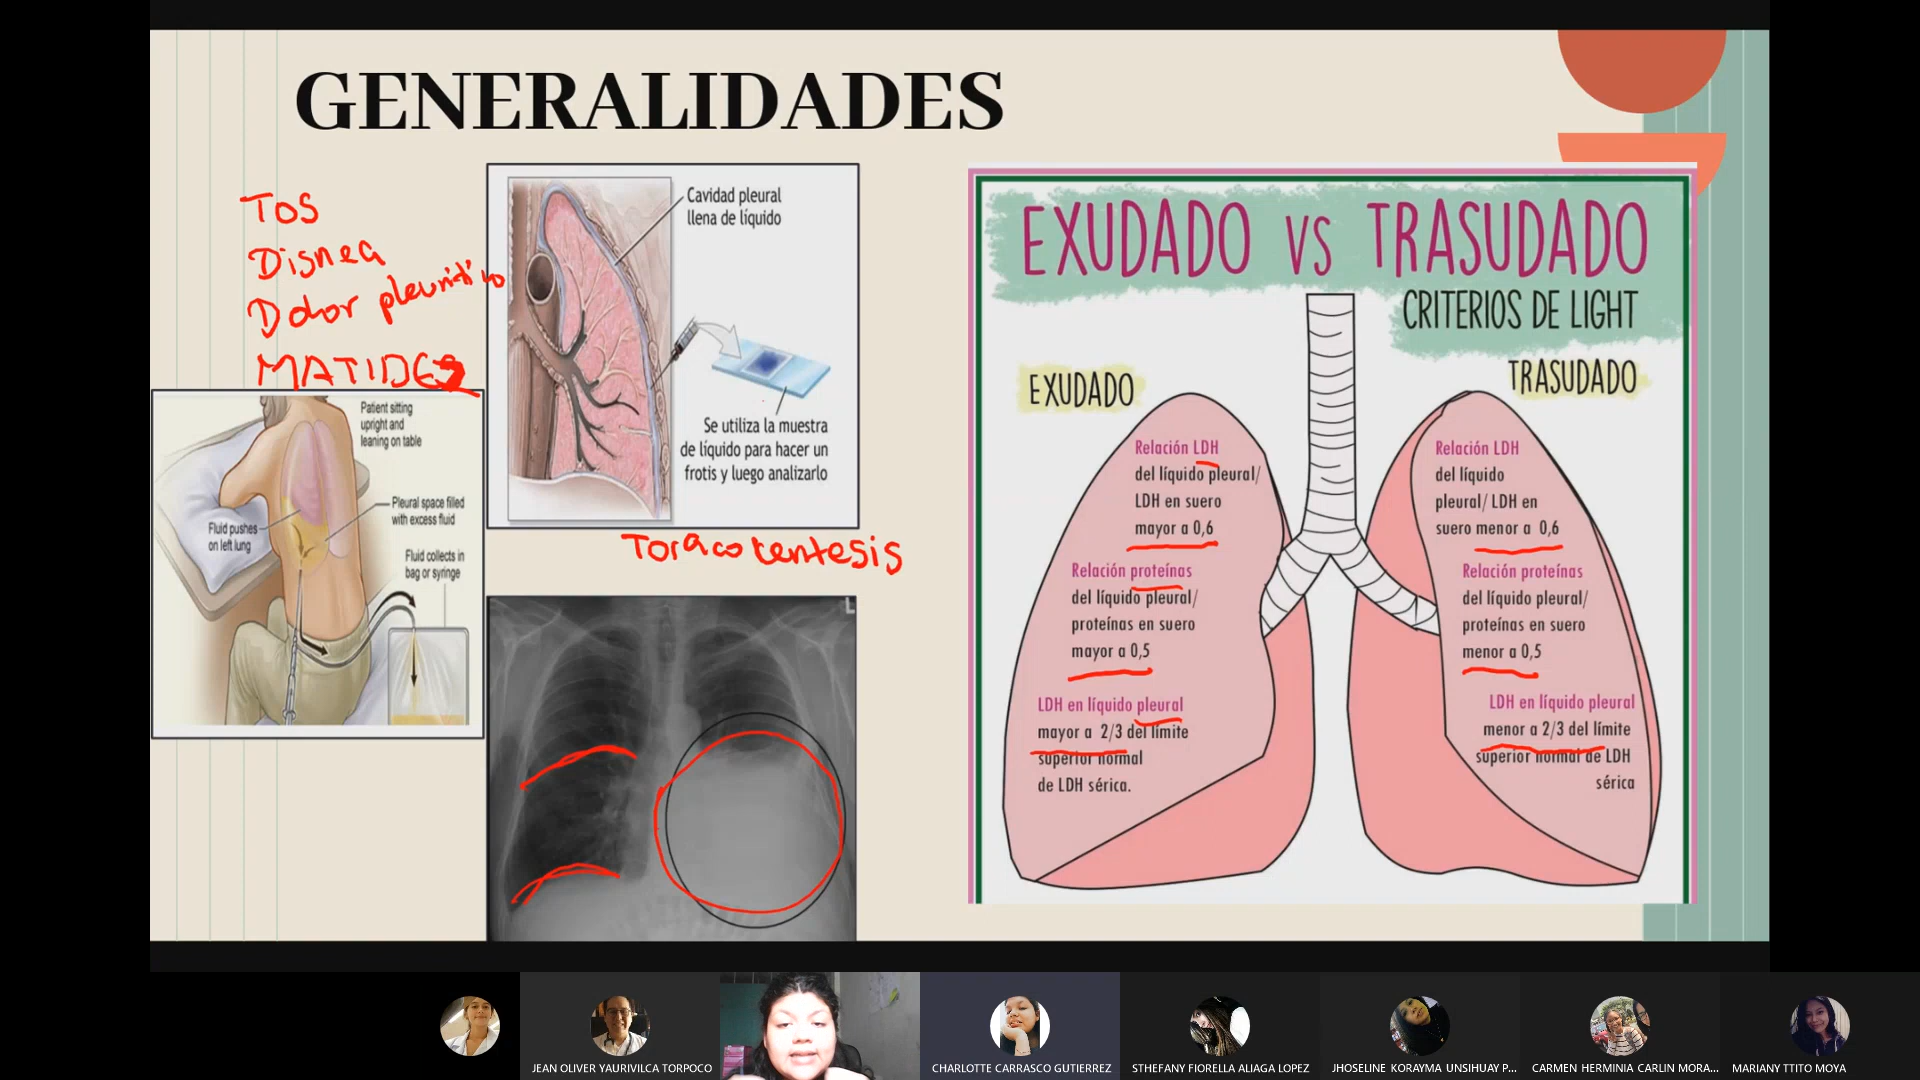 GENERALIDADES
Tos
Disnea
Dolor pleuritico
MATIDES
Cavidad pleural
llena de líquido
Se utiliza la muestra
de líquido para hacer un
frotis y luego analizarlo
Patient sitting
upright and
leaning on table
Pleural space filled
with excess fluid
Fluid pushes
on left lung
Fluid collects in
bag or syringe
Toracocentesis
L
EXUDADO VS TRASUDADO
CRITERIOS DE LIGHT
EXUDADO
Relación LDH
del líquido pleural/
LDH en suero
mayor a 0,6
Relación proteínas
del líquido pleural/
proteínas en suero
mayor a 0,5
LDH en líquido pleural
mayor a 2/3 del límite
superior normal
de LDH sérica.
TRASUDADO
Relación LDH
del líquido
pleural/ LDH en
suero menor a 0,6
Relación proteínas
del líquido pleural/
proteínas en suero
menor a 0,5
LDH en líquido pleural
menor a 2/3 del límite
superior normal de LDH
sérica
JEAN OLIVER YAURIVILCA TORPOCO
CHARLOTTE CARRASCO GUTIERREZ
STHEFANY FIORELLA ALIAGA LOPEZ
JHOSELINE KORAYMA UNSIHUAY P...
CARMEN HERMINIA CARLIN MORA...
MARIANY TTITO MOYA